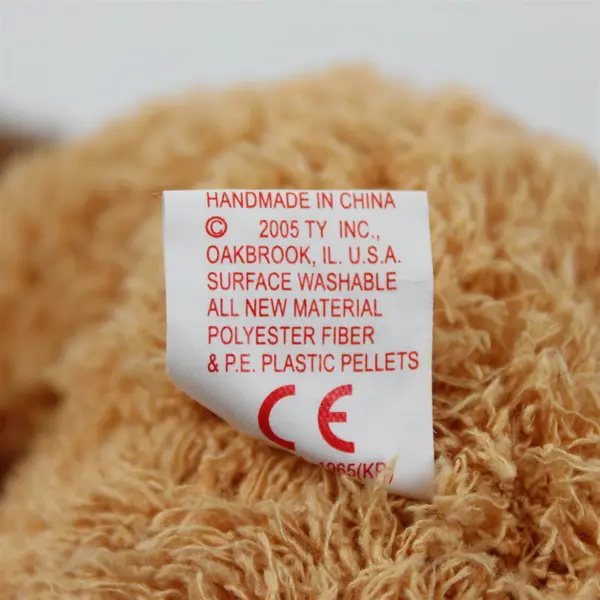 HANDMADE IN CHINA
© 2005 TY INC.,
OAKBROOK, IL. U.S.A.
SURFACE WASHABLE
ALL NEW MATERIAL
POLYESTER FIBER
& P.E. PLASTIC PELLETS
CE